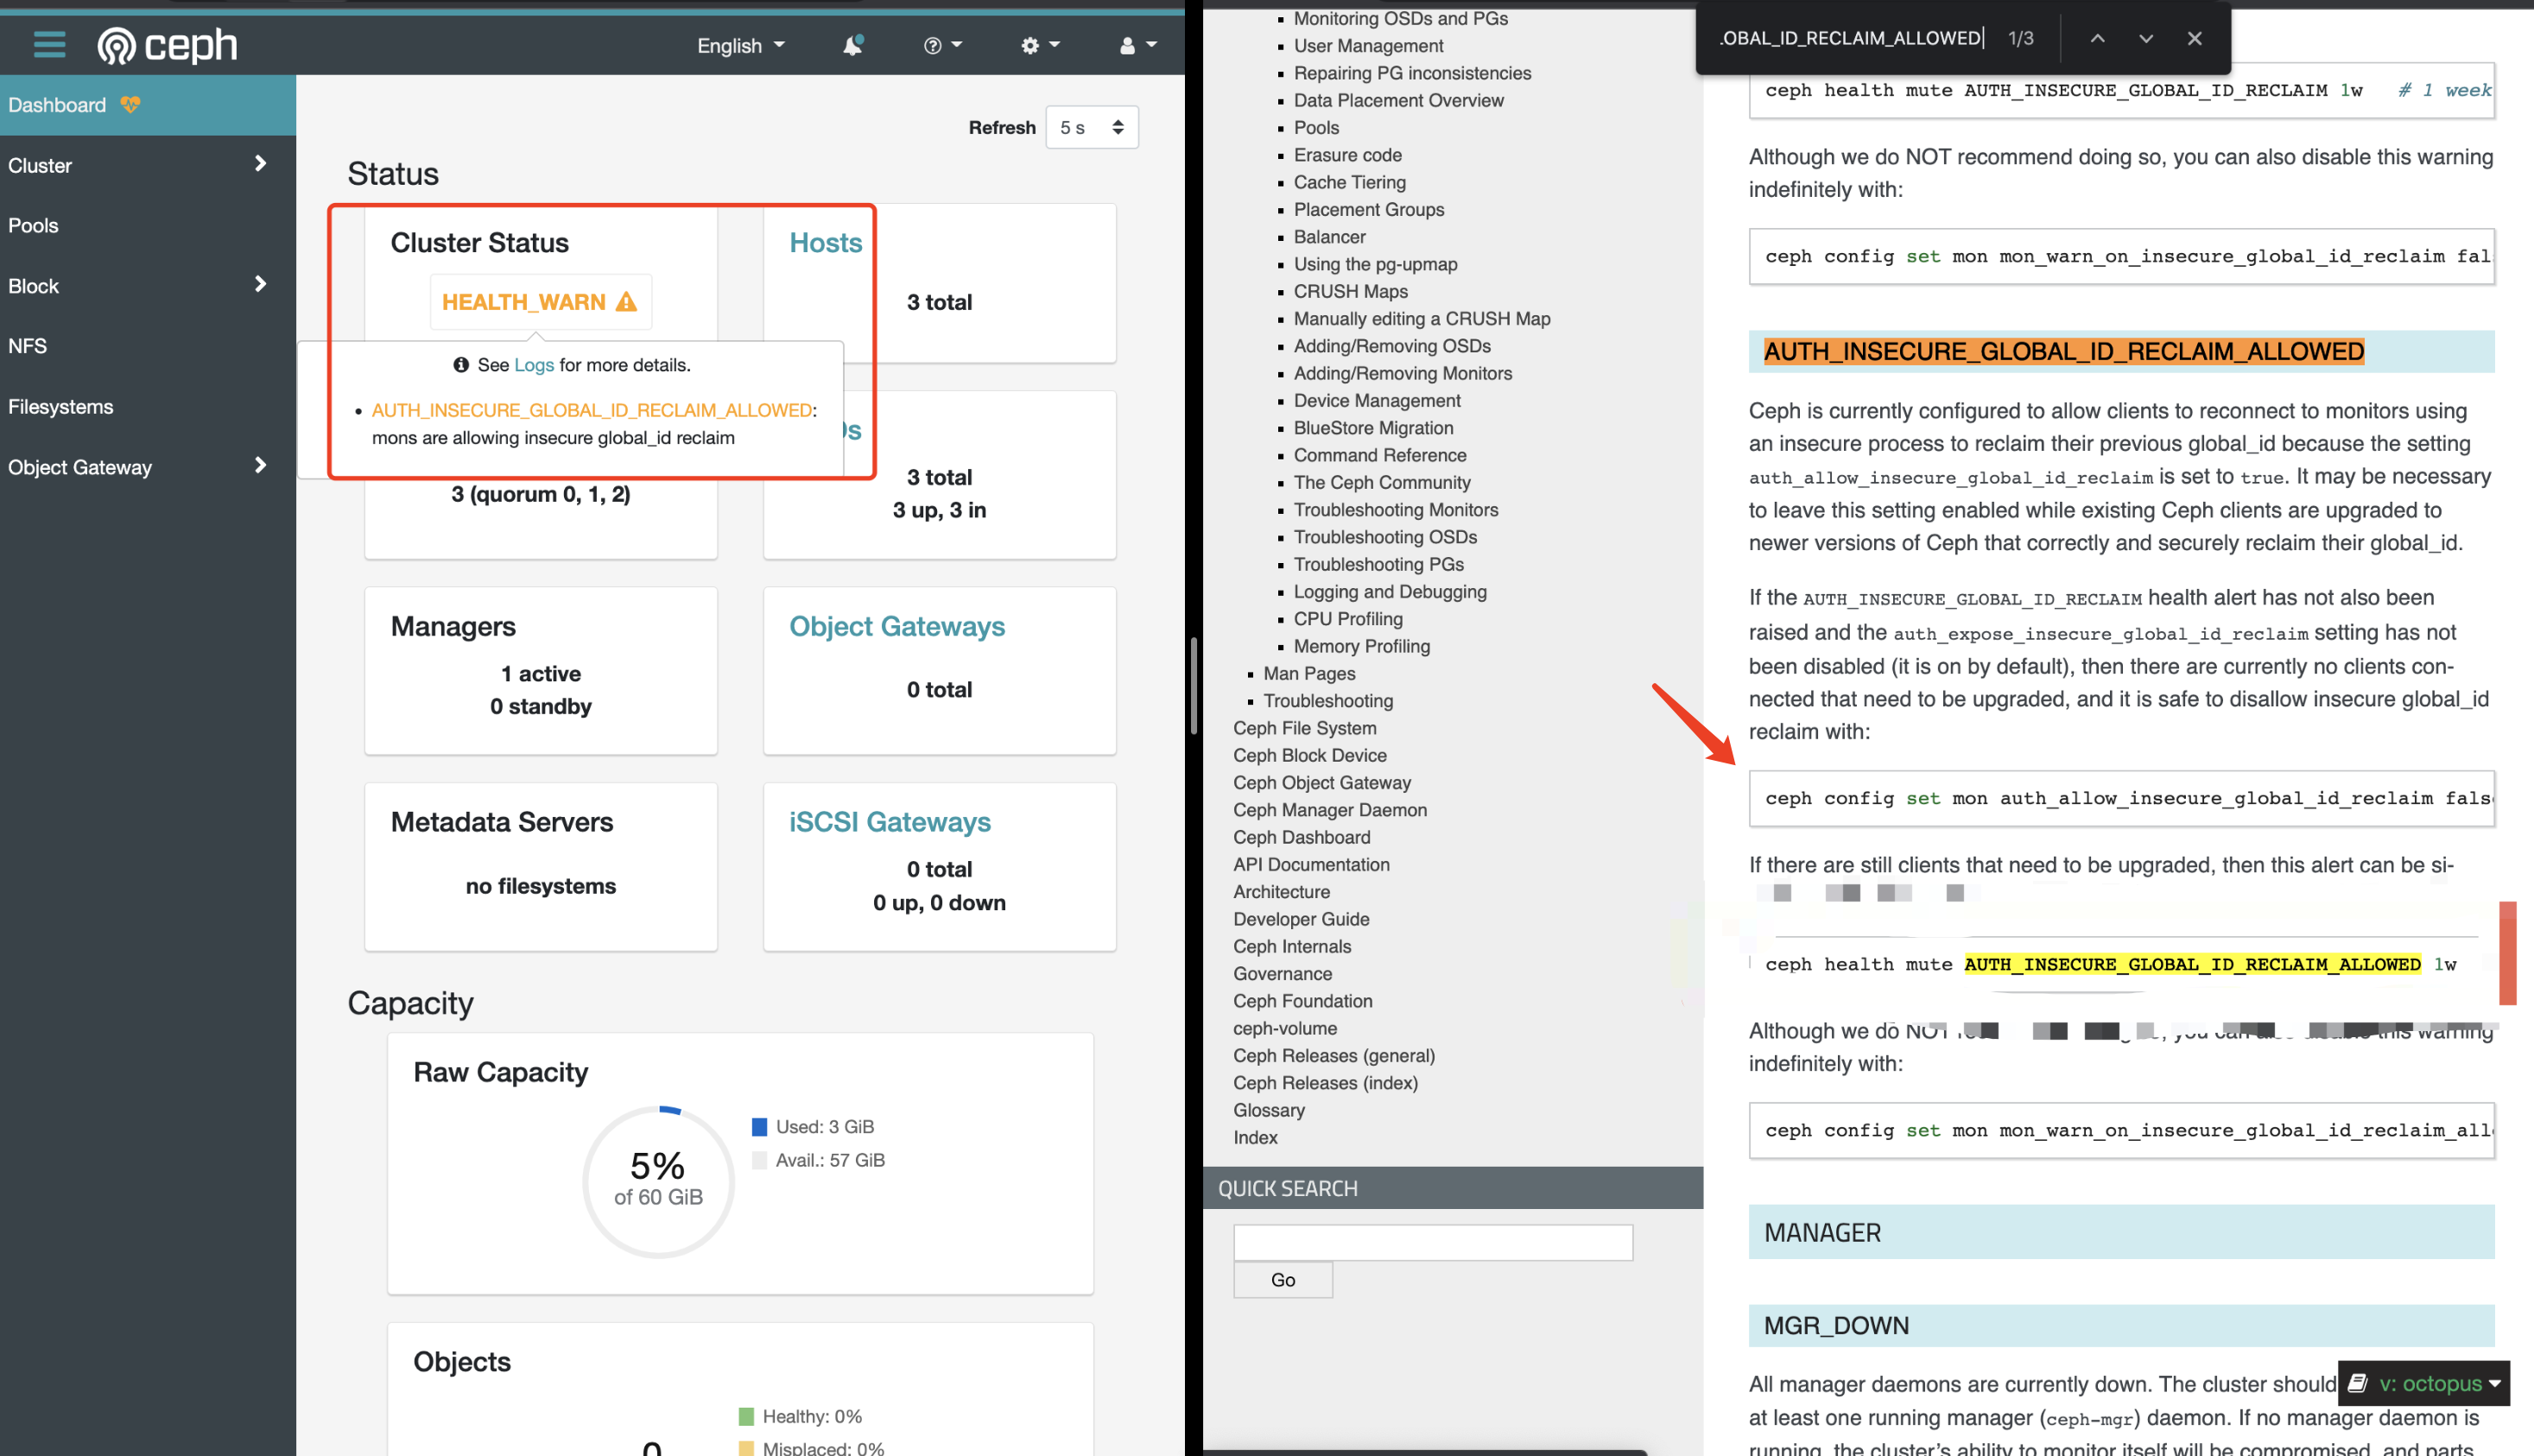 ceph
English
Dashboard
Cluster
Pools
Block
NFS
Filesystems
Object Gateway
Refresh
5 s
Status
Cluster Status
HEALTH_WARN
Hosts
3 total
See Logs for more details.
AUTH_INSECURE_GLOBAL_ID_RECLAIM_ALLOWED:
mons are allowing insecure global_id reclaim
3 (quorum 0, 1, 2)
3 total
3 up, 3 in
Managers
1 active
0 standby
Object Gateways
0 total
Metadata Servers
no filesystems
iSCSI Gateways
0 total
0 up, 0 down
Capacity
Raw Capacity
5%
of 60 GiB
Used: 3 GiB
Avail.: 57 GiB
Objects
0
Healthy: 0%
Misplaced: 0%
Monitoring OSDs and PGs
User Management
Repairing PG inconsistencies
Data Placement Overview
Pools
Erasure code
Cache Tiering
Placement Groups
Balancer
Using the pg-upmap
CRUSH Maps
Manually editing a CRUSH Map
Adding/Removing OSDs
Adding/Removing Monitors
Device Management
BlueStore Migration
Command Reference
The Ceph Community
Troubleshooting Monitors
Troubleshooting OSDs
Troubleshooting PGs
Logging and Debugging
CPU Profiling
Memory Profiling
Man Pages
Troubleshooting
Ceph File System
Ceph Block Device
Ceph Object Gateway
Ceph Manager Daemon
Ceph Dashboard
API Documentation
Architecture
Developer Guide
Ceph Internals
Governance
Ceph Foundation
ceph-volume
Ceph Releases (general)
Ceph Releases (index)
Glossary
Index
QUICK SEARCH
Go
OBAL_ID_RECLAIM_ALLOWED 1/3
ceph health mute AUTH_INSECURE_GLOBAL_ID_RECLAIM 1w # 1 week
Although we do NOT recommend doing so, you can also disable this warning
indefinitely with:
ceph config set mon mon_warn_on_insecure_global_id_reclaim fal
AUTH_INSECURE_GLOBAL_ID_RECLAIM_ALLOWED
Ceph is currently configured to allow clients to reconnect to monitors using
an insecure process to reclaim their previous global_id because the setting
auth_allow_insecure_global_id_reclaim is set to true. It may be necessary
to leave this setting enabled while existing Ceph clients are upgraded to
newer versions of Ceph that correctly and securely reclaim their global_id.
If the AUTH_INSECURE_GLOBAL_ID_RECLAIM health alert has not also been
raised and the auth_expose_insecure_global_id_reclaim setting has not
been disabled (it is on by default), then there are currently no clients con-
nected that need to be upgraded, and it is safe to disallow insecure global_id
reclaim with:
ceph config set mon auth_allow_insecure_global_id_reclaim fals
If there are still clients that need to be upgraded, then this alert can be si-
ceph health mute AUTH_INSECURE_GLOBAL_ID_RECLAIM_ALLOWED 1w
Although we do NOT you can this warning
indefinitely with:
ceph config set mon mon_warn_on_insecure_global_id_reclaim_all
MANAGER
MGR_DOWN
All manager daemons are currently down. The cluster should
v: octopus
at least one running manager (ceph-mgr) daemon. If no manager daemon is
running, the cluster's ability to monitor itself will be compromised, and parts